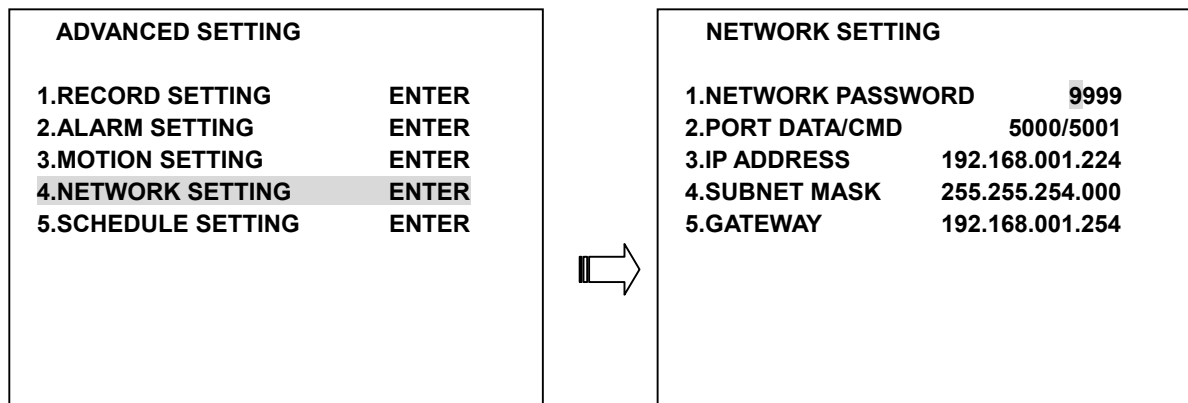 ADVANCED SETTING
1.RECORD SETTING ENTER
2.ALARM SETTING ENTER
3.MOTION SETTING ENTER
4.NETWORK SETTING ENTER
5.SCHEDULE SETTING ENTER
NETWORK SETTING
1.NETWORK PASSWORD 9999
2.PORT DATA/CMD 5000/5001
3.IP ADDRESS 192.168.001.224
4.SUBNET MASK 255.255.254.000
5.GATEWAY 192.168.001.254